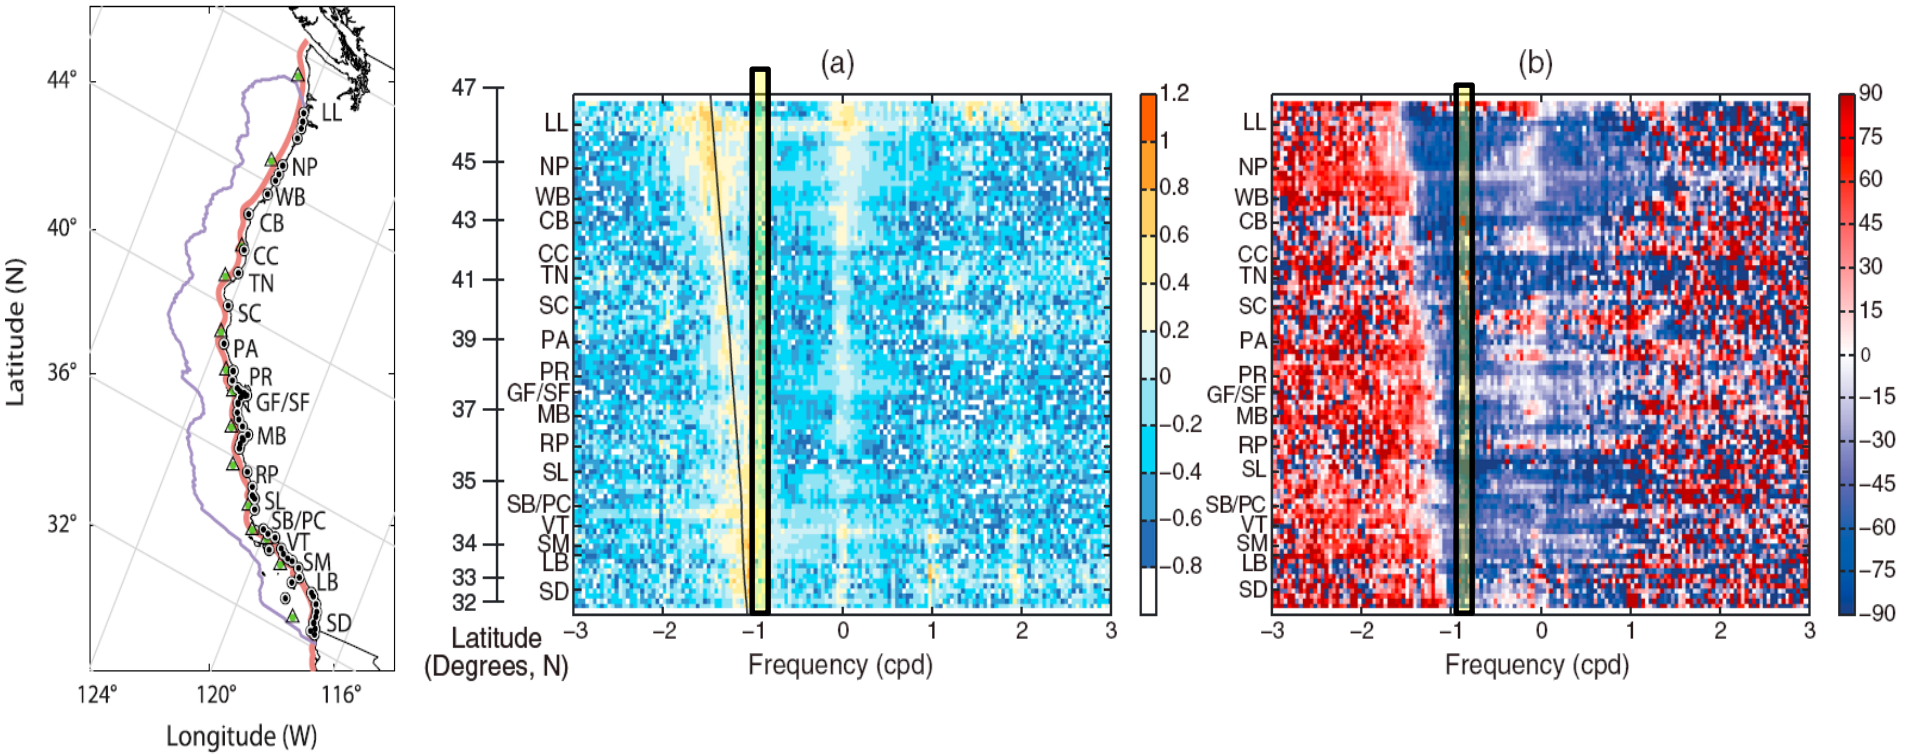 Latitude (N)
44°
40°
36°
32°
124°
120°
116°
Longitude (W)
LL
NP
WB
CB
CC
TN
SC
PA
PR
GF/SF
MB
RP
SL
SB/PC
VT
SM
LB
SD
(a)
47
45
43
41
39
37
35
34
33
32
Latitude
(Degrees, N)
LL
NP
WB
CB
CC
TN
SC
PA
PR
GF/SF
MB
RP
SL
SB/PC
VT
SM
LB
SD
−3
−2
−1
0
1
2
3
Frequency (cpd)
1.2
1
0.8
0.6
0.4
0.2
0
−0.2
−0.4
−0.6
−0.8
(b)
LL
NP
WB
CB
CC
TN
SC
PA
PR
GF/SF
MB
RP
SL
SB/PC
VT
SM
LB
SD
−3
−2
−1
0
1
2
3
Frequency (cpd)
90
75
60
45
30
15
0
−15
−30
−45
−60
−75
−90